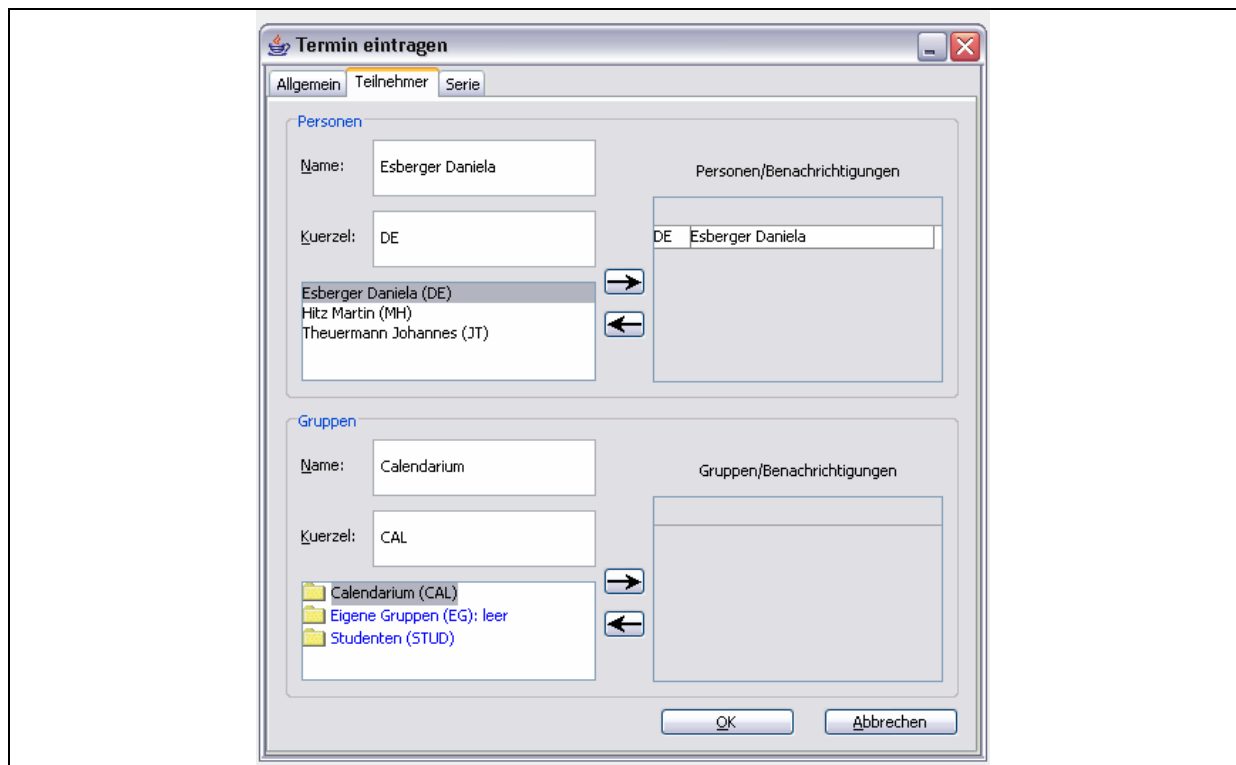 Termin eintragen
Allgemein Teilnehmer Serie
Personen
Name: Esberger Daniela
Personen/Benachrichtigungen
Kuerzel: DE
DE Esberger Daniela
Esberger Daniela (DE)
Hitz Martin (MH)
Theuermann Johannes (JT)
Gruppen
Name: Calendarium
Gruppen/Benachrichtigungen
Kuerzel: CAL
Calendarium (CAL)
Eigene Gruppen (EG): leer
Studenten (STUD)
OK Abbrechen